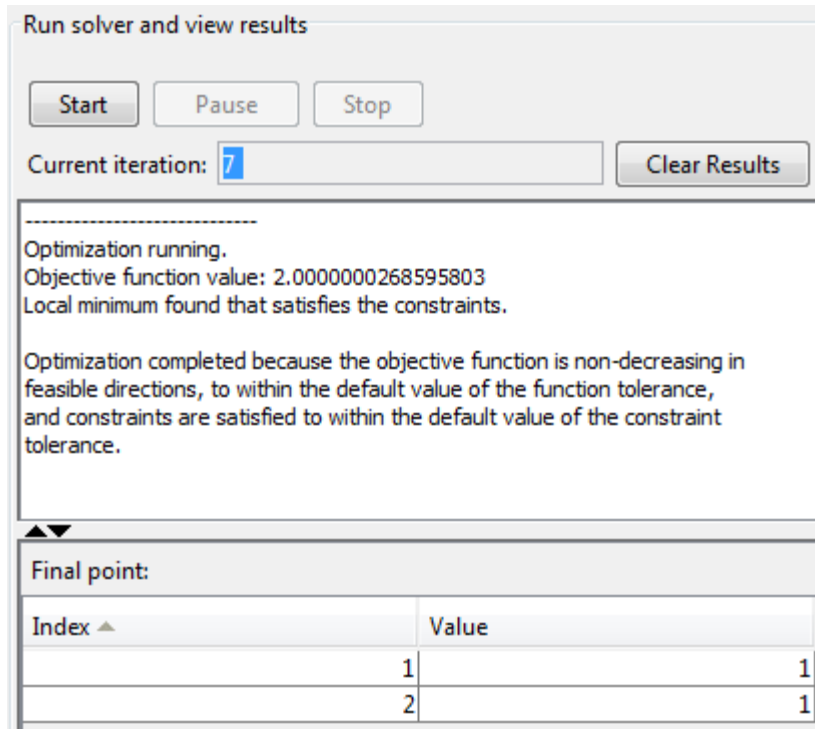 Run solver and view results
Start Pause Stop
Current iteration: 7 Clear Results
------------------------------
Optimization running.
Objective function value: 2.0000000268595803
Local minimum found that satisfies the constraints.
Optimization completed because the objective function is non-decreasing in
feasible directions, to within the default value of the function tolerance,
and constraints are satisfied to within the default value of the constraint
tolerance.
Final point:
Index Value
1 1
2 1